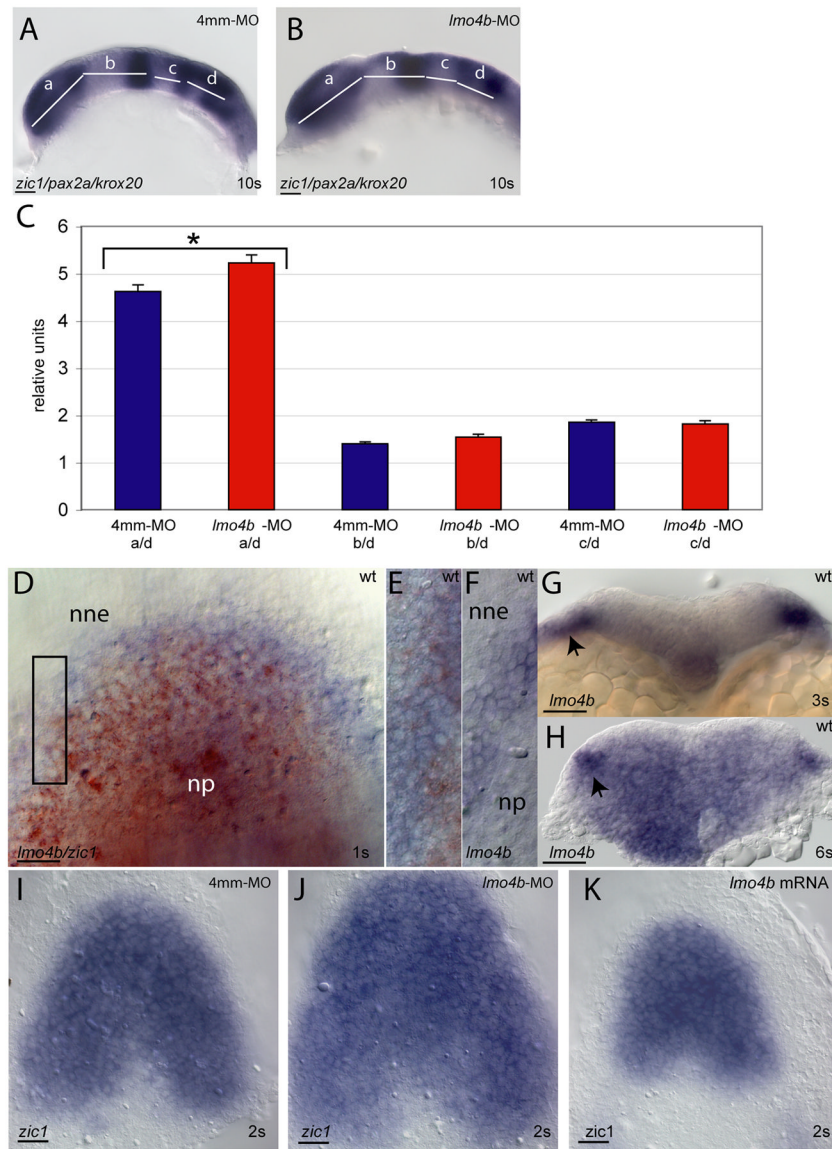 A
4mm-MO
a
b
c
d
zic1/pax2a/krox20
10s
B
lmo4b-MO
a
b
c
d
zic1/pax2a/krox20
10s
C
relative units
6
5
4
3
2
1
0
*
4mm-MO
a/d
lmo4b -MO
a/d
4mm-MO
b/d
lmo4b -MO
b/d
4mm-MO
c/d
lmo4b -MO
c/d
D
wt
nne
np
lmo4b/zic1
1s
E
wt
F
wt
nne
np
lmo4b
G
wt
lmo4b
3s
H
wt
lmo4b
6s
I
4mm-MO
zic1
2s
J
lmo4b-MO
zic1
2s
K
lmo4b mRNA
zic1
2s